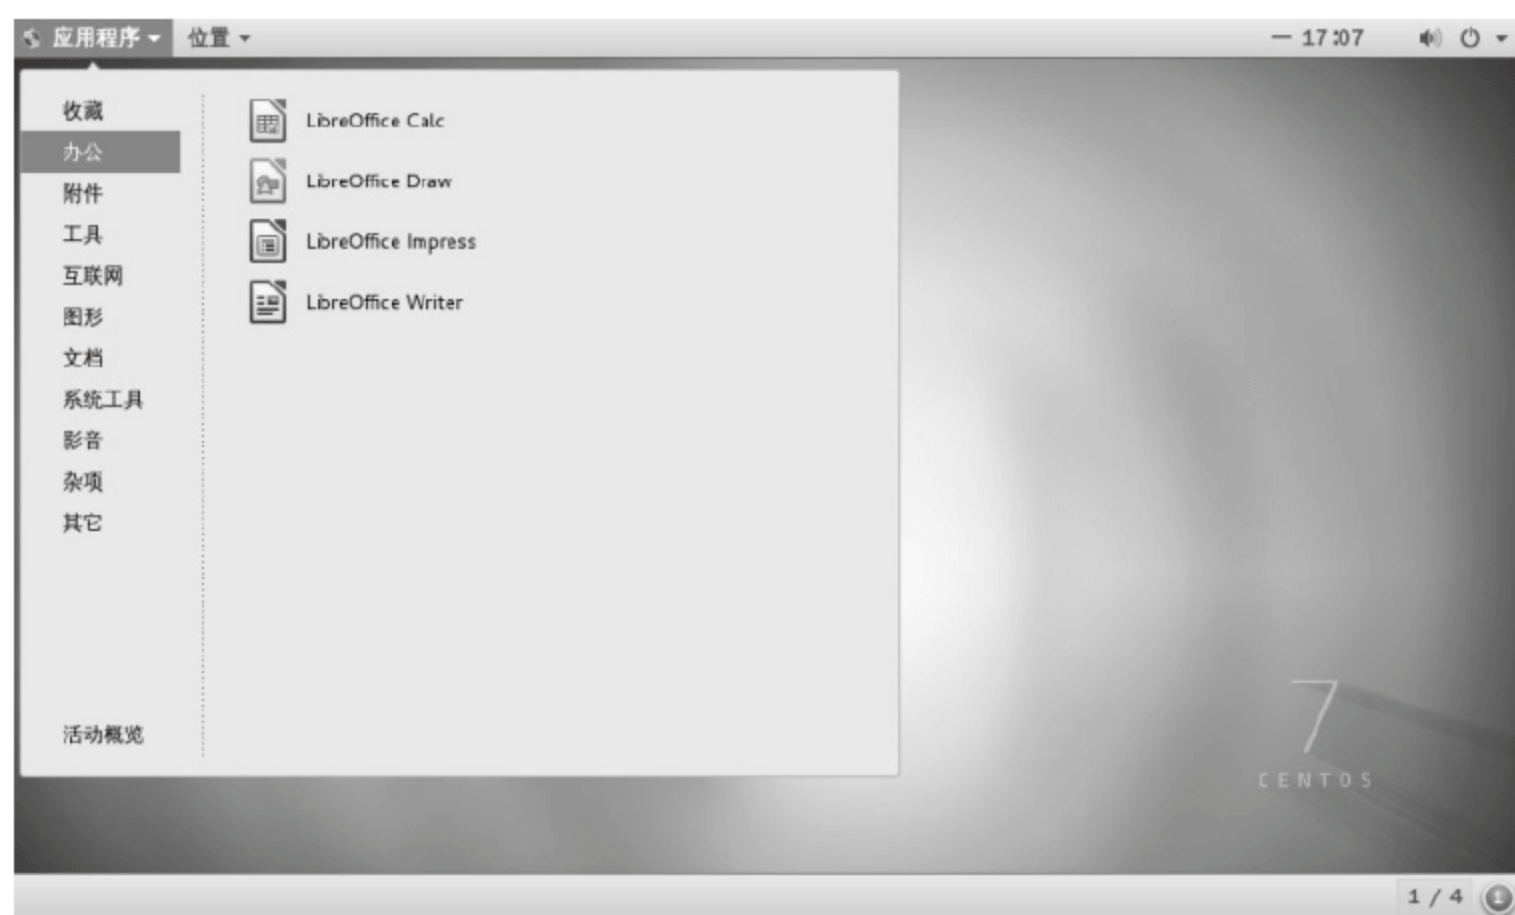 应用程序 位置 一 17:07
收藏
办公
附件
工具
互联网
图形
文档
系统工具
影音
杂项
其它
活动概览
LibreOffice Calc
LibreOffice Draw
LibreOffice Impress
LibreOffice Writer
7
CENTOS
1 / 4 1